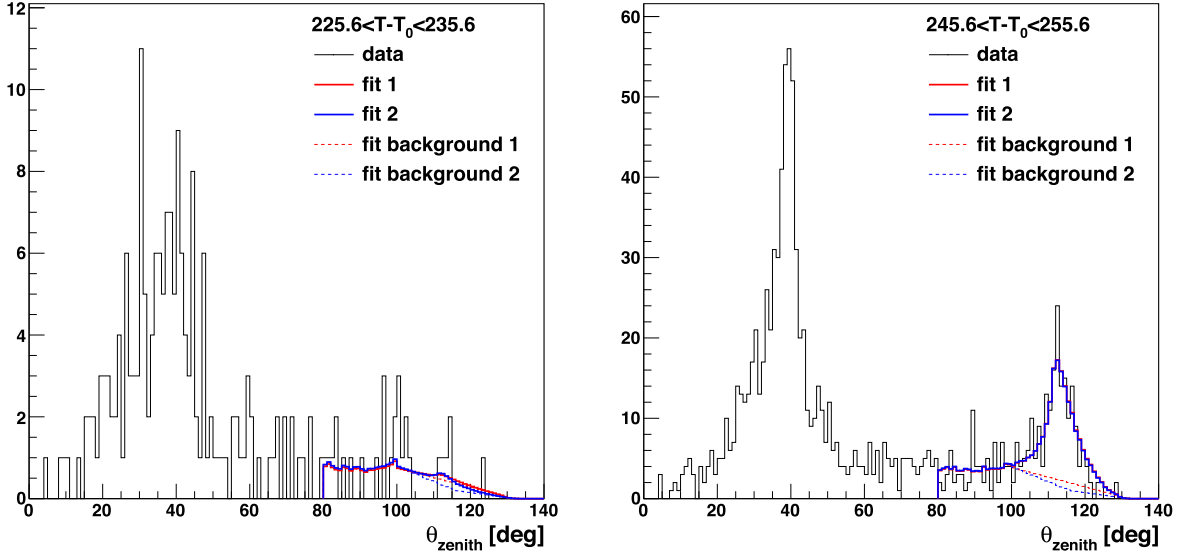 225.6<T-T0<235.6
data
fit 1
fit 2
fit background 1
fit background 2
12
10
8
6
4
2
0
0 20 40 60 80 100 120 140
θzenith [deg]
245.6<T-T0<255.6
data
fit 1
fit 2
fit background 1
fit background 2
60
50
40
30
20
10
0
0 20 40 60 80 100 120 140
θzenith [deg]